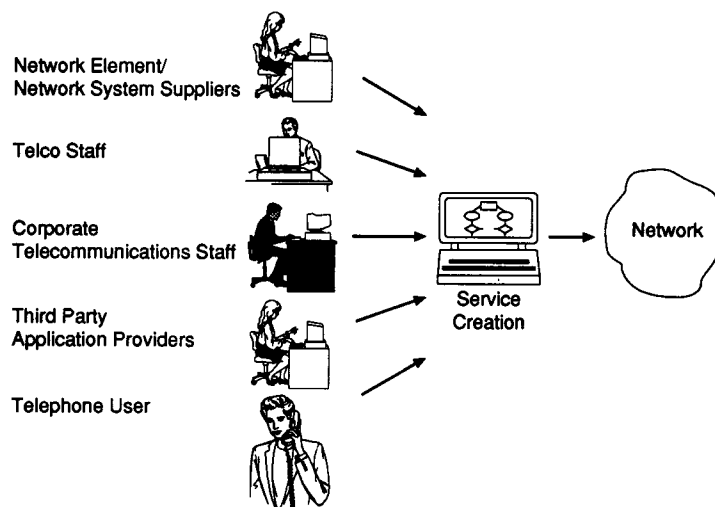 Network Element/
Network System Suppliers
Telco Staff
Corporate
Telecommunications Staff
Third Party
Application Providers
Telephone User
Service
Creation
Network